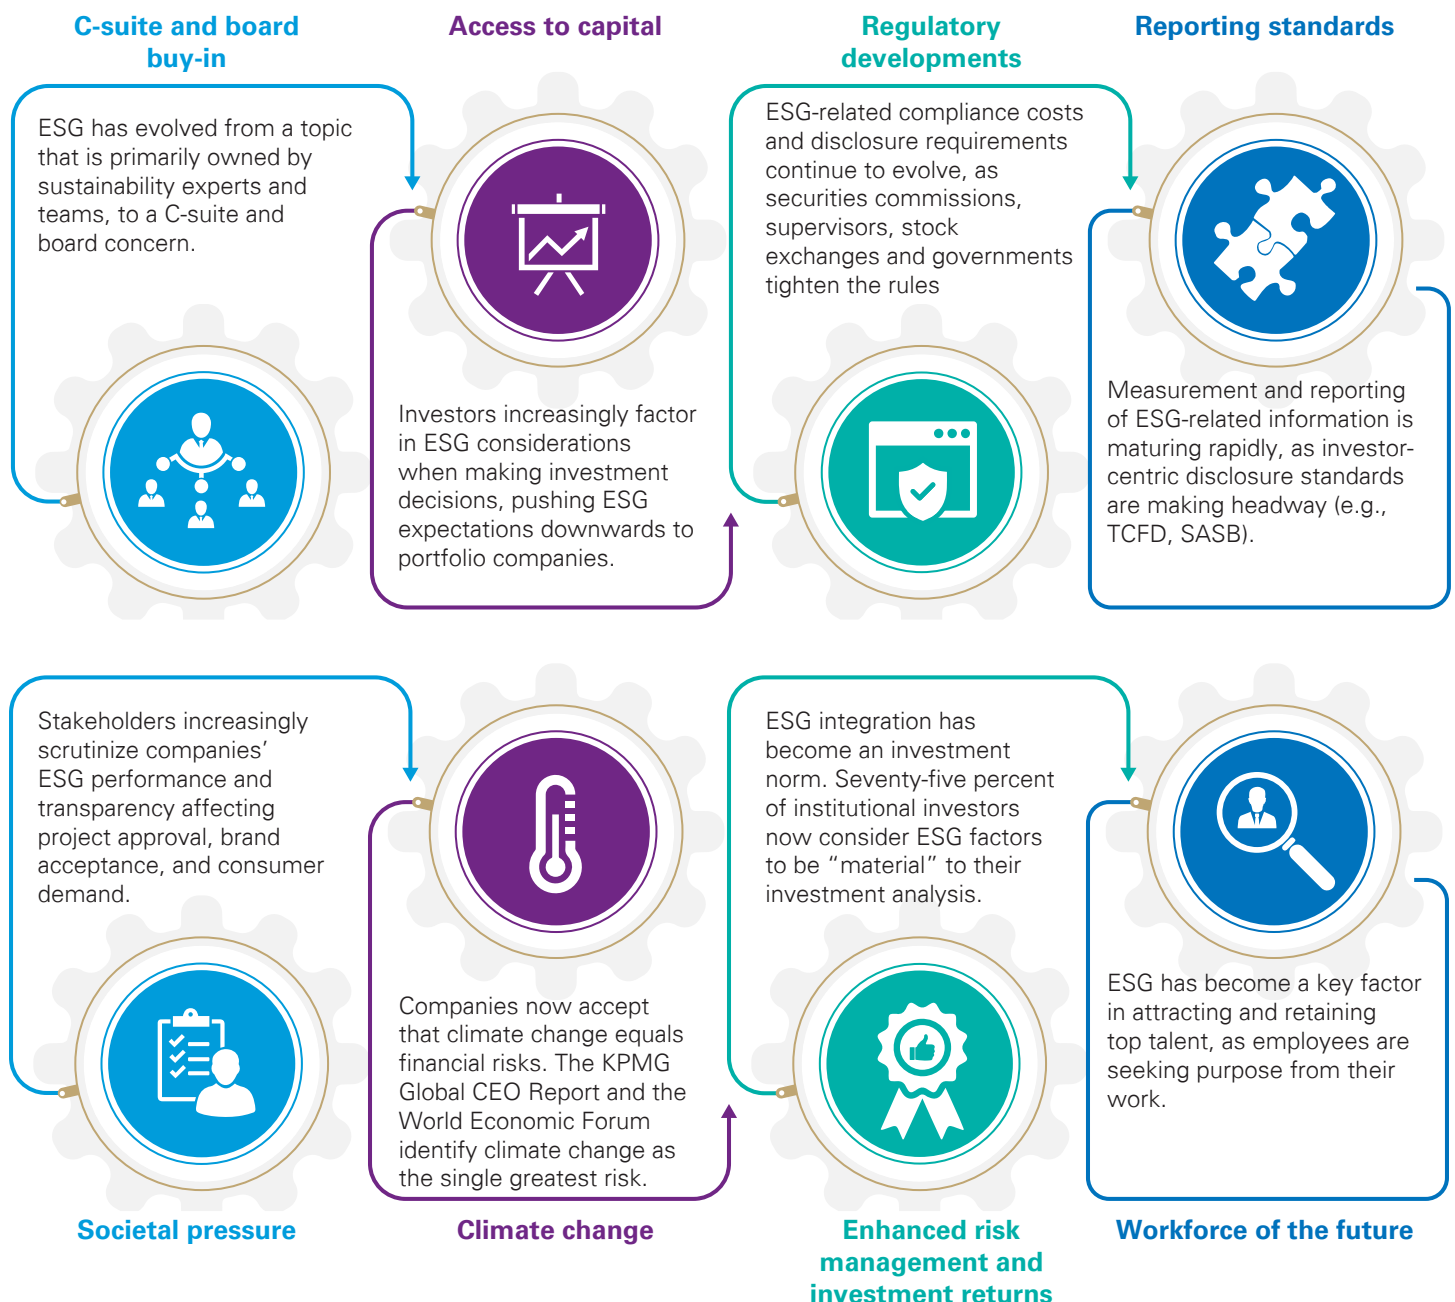 C-suite and board
buy-in
ESG has evolved from a topic
that is primarily owned by
sustainability experts and
teams, to a C-suite and
board concern.
Access to capital
Investors increasingly factor
in ESG considerations
when making investment
decisions, pushing ESG
expectations downwards to
portfolio companies.
Regulatory
developments
ESG-related compliance costs
and disclosure requirements
continue to evolve, as
securities commissions,
supervisors, stock
exchanges and governments
tighten the rules
Reporting standards
Measurement and reporting
of ESG-related information is
maturing rapidly, as investor-
centric disclosure standards
are making headway (e.g.,
TCFD, SASB).
Stakeholders increasingly
scrutinize companies’
ESG performance and
transparency affecting
project approval, brand
acceptance, and consumer
demand.
Societal pressure
Companies now accept
that climate change equals
financial risks. The KPMG
Global CEO Report and the
World Economic Forum
identify climate change as
the single greatest risk.
Climate change
ESG integration has
become an investment
norm. Seventy-five percent
of institutional investors
now consider ESG factors
to be “material” to their
investment analysis.
Enhanced risk
management and
investment returns
ESG has become a key factor
in attracting and retaining
top talent, as employees are
seeking purpose from their
work.
Workforce of the future